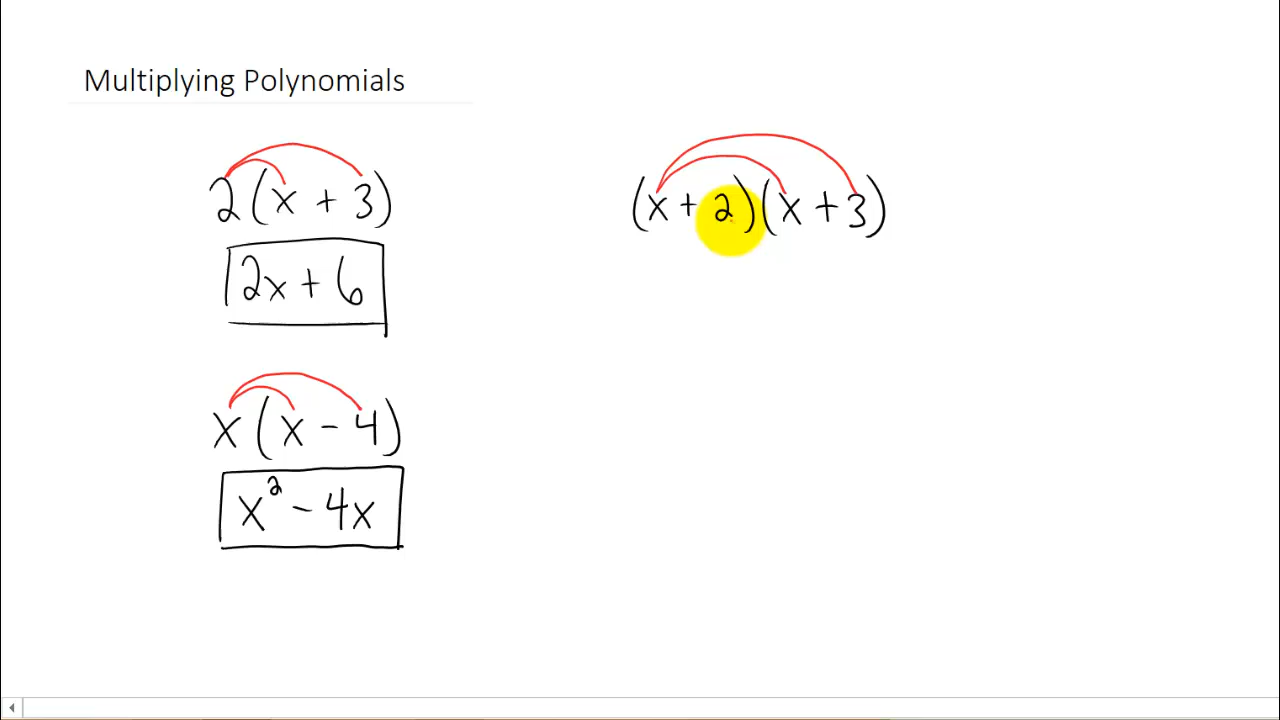 Multiplying Polynomials
2(x + 3)
2x + 6
x(x - 4)
x² - 4x
(x + 2)(x + 3)